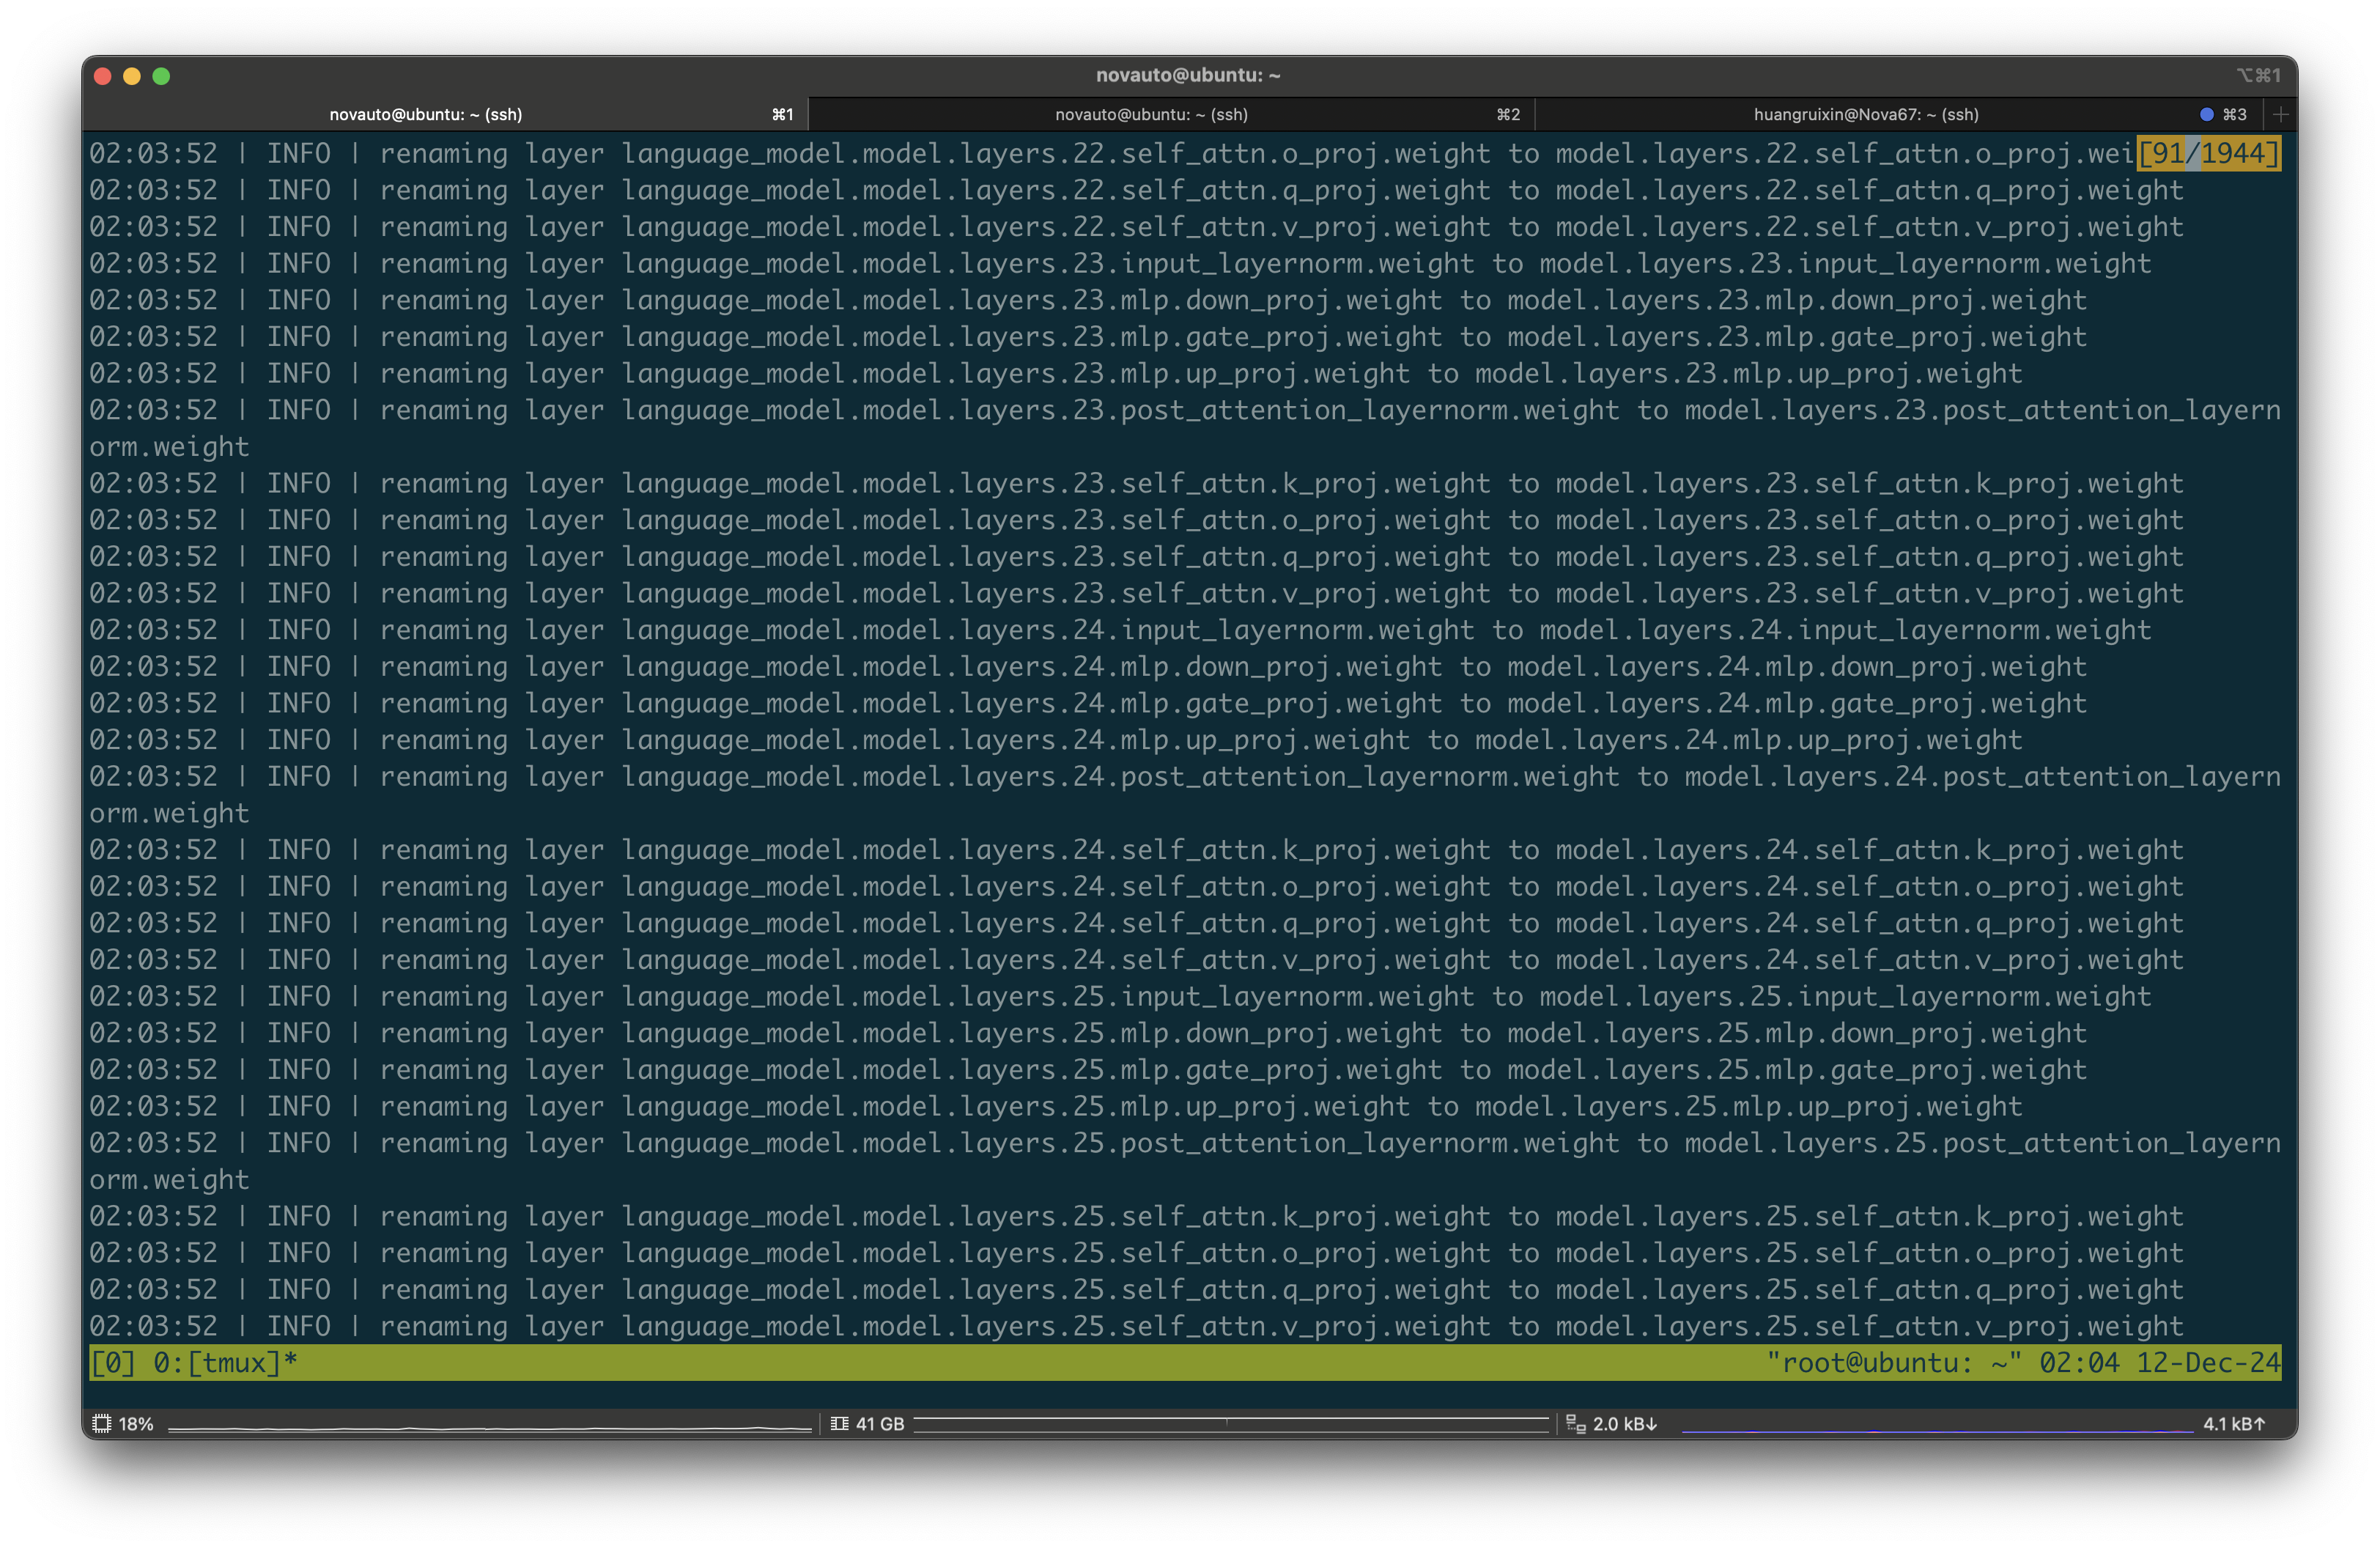 novauto@ubuntu: ~
⌥⌘1
novauto@ubuntu: ~ (ssh) ⌘1
novauto@ubuntu: ~ (ssh) ⌘2
huangruixin@Nova67: ~ (ssh) ⌘3
02:03:52 | INFO | renaming layer language_model.model.layers.22.self_attn.o_proj.weight to model.layers.22.self_attn.o_proj.wei[91/1944]
02:03:52 | INFO | renaming layer language_model.model.layers.22.self_attn.q_proj.weight to model.layers.22.self_attn.q_proj.weight
02:03:52 | INFO | renaming layer language_model.model.layers.22.self_attn.v_proj.weight to model.layers.22.self_attn.v_proj.weight
02:03:52 | INFO | renaming layer language_model.model.layers.23.input_layernorm.weight to model.layers.23.input_layernorm.weight
02:03:52 | INFO | renaming layer language_model.model.layers.23.mlp.down_proj.weight to model.layers.23.mlp.down_proj.weight
02:03:52 | INFO | renaming layer language_model.model.layers.23.mlp.gate_proj.weight to model.layers.23.mlp.gate_proj.weight
02:03:52 | INFO | renaming layer language_model.model.layers.23.mlp.up_proj.weight to model.layers.23.mlp.up_proj.weight
02:03:52 | INFO | renaming layer language_model.model.layers.23.post_attention_layernorm.weight to model.layers.23.post_attention_layern
orm.weight
02:03:52 | INFO | renaming layer language_model.model.layers.23.self_attn.k_proj.weight to model.layers.23.self_attn.k_proj.weight
02:03:52 | INFO | renaming layer language_model.model.layers.23.self_attn.o_proj.weight to model.layers.23.self_attn.o_proj.weight
02:03:52 | INFO | renaming layer language_model.model.layers.23.self_attn.q_proj.weight to model.layers.23.self_attn.q_proj.weight
02:03:52 | INFO | renaming layer language_model.model.layers.23.self_attn.v_proj.weight to model.layers.23.self_attn.v_proj.weight
02:03:52 | INFO | renaming layer language_model.model.layers.24.input_layernorm.weight to model.layers.24.input_layernorm.weight
02:03:52 | INFO | renaming layer language_model.model.layers.24.mlp.down_proj.weight to model.layers.24.mlp.down_proj.weight
02:03:52 | INFO | renaming layer language_model.model.layers.24.mlp.gate_proj.weight to model.layers.24.mlp.gate_proj.weight
02:03:52 | INFO | renaming layer language_model.model.layers.24.mlp.up_proj.weight to model.layers.24.mlp.up_proj.weight
02:03:52 | INFO | renaming layer language_model.model.layers.24.post_attention_layernorm.weight to model.layers.24.post_attention_layern
orm.weight
02:03:52 | INFO | renaming layer language_model.model.layers.24.self_attn.k_proj.weight to model.layers.24.self_attn.k_proj.weight
02:03:52 | INFO | renaming layer language_model.model.layers.24.self_attn.o_proj.weight to model.layers.24.self_attn.o_proj.weight
02:03:52 | INFO | renaming layer language_model.model.layers.24.self_attn.q_proj.weight to model.layers.24.self_attn.q_proj.weight
02:03:52 | INFO | renaming layer language_model.model.layers.24.self_attn.v_proj.weight to model.layers.24.self_attn.v_proj.weight
02:03:52 | INFO | renaming layer language_model.model.layers.25.input_layernorm.weight to model.layers.25.input_layernorm.weight
02:03:52 | INFO | renaming layer language_model.model.layers.25.mlp.down_proj.weight to model.layers.25.mlp.down_proj.weight
02:03:52 | INFO | renaming layer language_model.model.layers.25.mlp.gate_proj.weight to model.layers.25.mlp.gate_proj.weight
02:03:52 | INFO | renaming layer language_model.model.layers.25.mlp.up_proj.weight to model.layers.25.mlp.up_proj.weight
02:03:52 | INFO | renaming layer language_model.model.layers.25.post_attention_layernorm.weight to model.layers.25.post_attention_layern
orm.weight
02:03:52 | INFO | renaming layer language_model.model.layers.25.self_attn.k_proj.weight to model.layers.25.self_attn.k_proj.weight
02:03:52 | INFO | renaming layer language_model.model.layers.25.self_attn.o_proj.weight to model.layers.25.self_attn.o_proj.weight
02:03:52 | INFO | renaming layer language_model.model.layers.25.self_attn.q_proj.weight to model.layers.25.self_attn.q_proj.weight
02:03:52 | INFO | renaming layer language_model.model.layers.25.self_attn.v_proj.weight to model.layers.25.self_attn.v_proj.weight
[0] 0:[tmux]* "root@ubuntu: ~" 02:04 12-Dec-24
18% 41 GB 2.0 kB↓ 4.1 kB↑